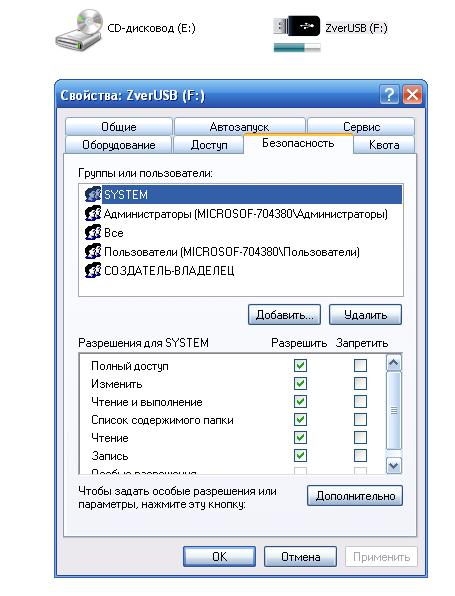 CD-дисковод (E:)
ZverUSB (F:)
Свойства: ZverUSB (F:)
Общие
Автозапуск
Сервис
Оборудование
Доступ
Безопасность
Квота
Группы или пользователи:
SYSTEM
Администраторы (MICROSOF-704380\Администраторы)
Все
Пользователи (MICROSOF-704380\Пользователи)
СОЗДАТЕЛЬ-ВЛАДЕЛЕЦ
Добавить...
Удалить
Разрешения для SYSTEM
Разрешить
Запретить
Полный доступ
Изменить
Чтение и выполнение
Список содержимого папки
Чтение
Запись
Особые разрешения
Чтобы задать особые разрешения или
параметры, нажмите эту кнопку:
Дополнительно
OK
Отмена
Применить